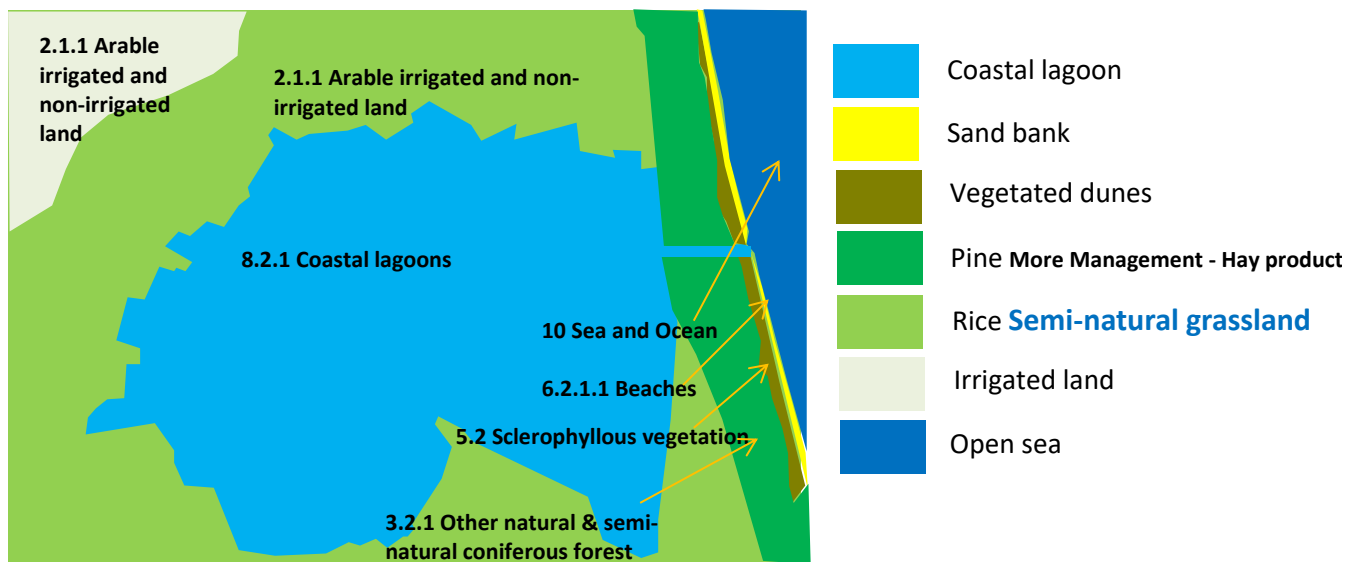 2.1.1 Arable
irrigated and
non-irrigated
land
2.1.1 Arable irrigated and non-
irrigated land
8.2.1 Coastal lagoons
10 Sea and Ocean
6.2.1.1 Beaches
5.2 Sclerophyllous vegetation
3.2.1 Other natural & semi-
natural coniferous forest
Coastal lagoon
Sand bank
Vegetated dunes
Pine More Management - Hay product
Rice Semi-natural grassland
Irrigated land
Open sea